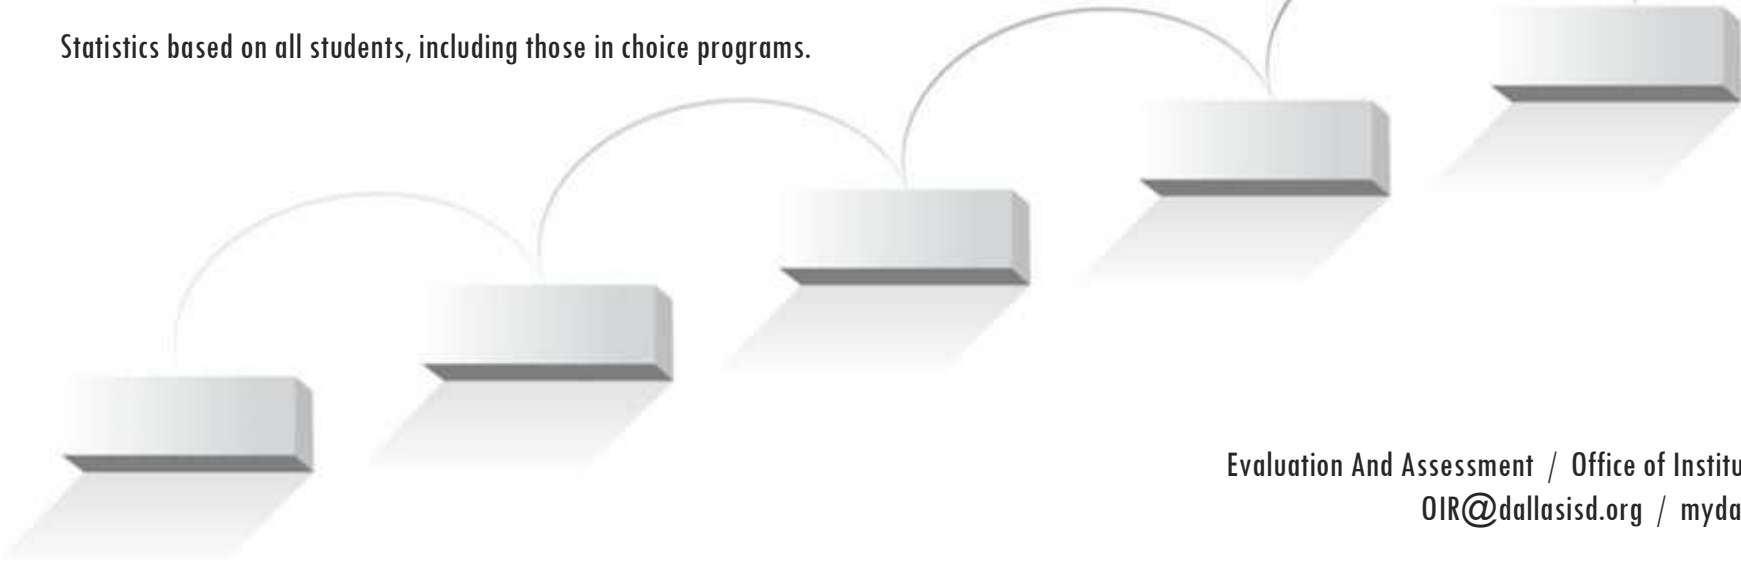 Statistics based on all students, including those in choice programs.
Evaluation And Assessment / Office of
OIR@dallasisd.org /